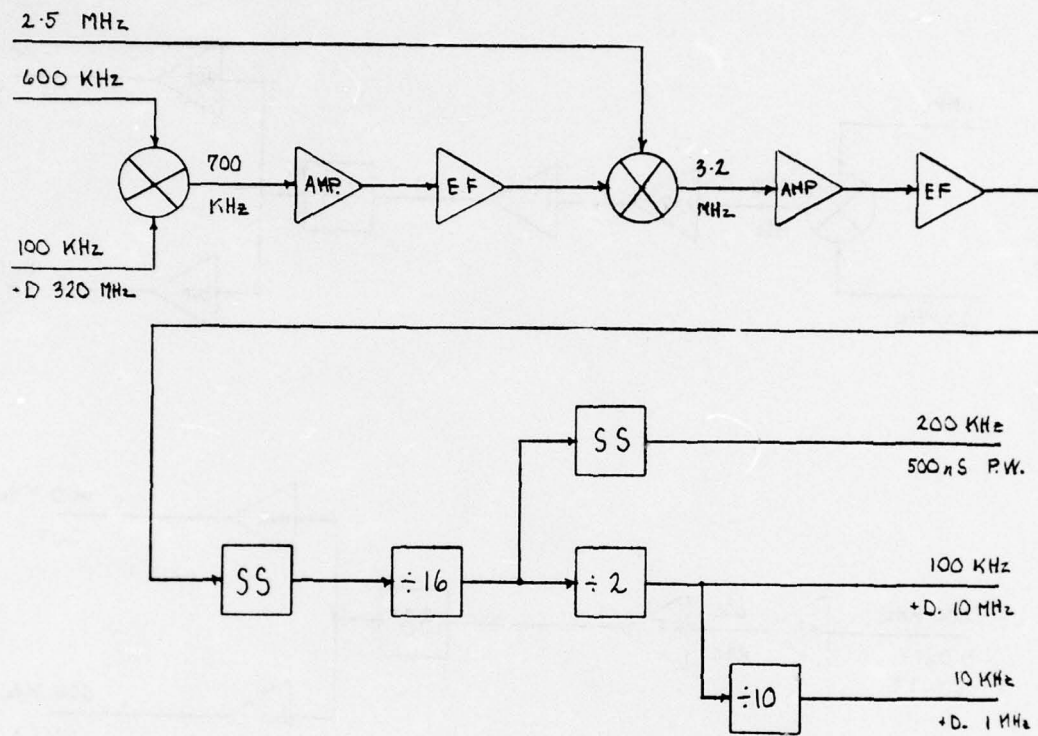 2.5 MHz
600 KHz
700
KHz
AMP.
EF
3.2
MHz
AMP
EF
100 KHz
+D 320 MHz
SS
200 KHz
500nS P.W.
SS
÷16
÷2
100 KHz
+D. 10 MHz
÷10
10 KHz
+D. 1 MHz